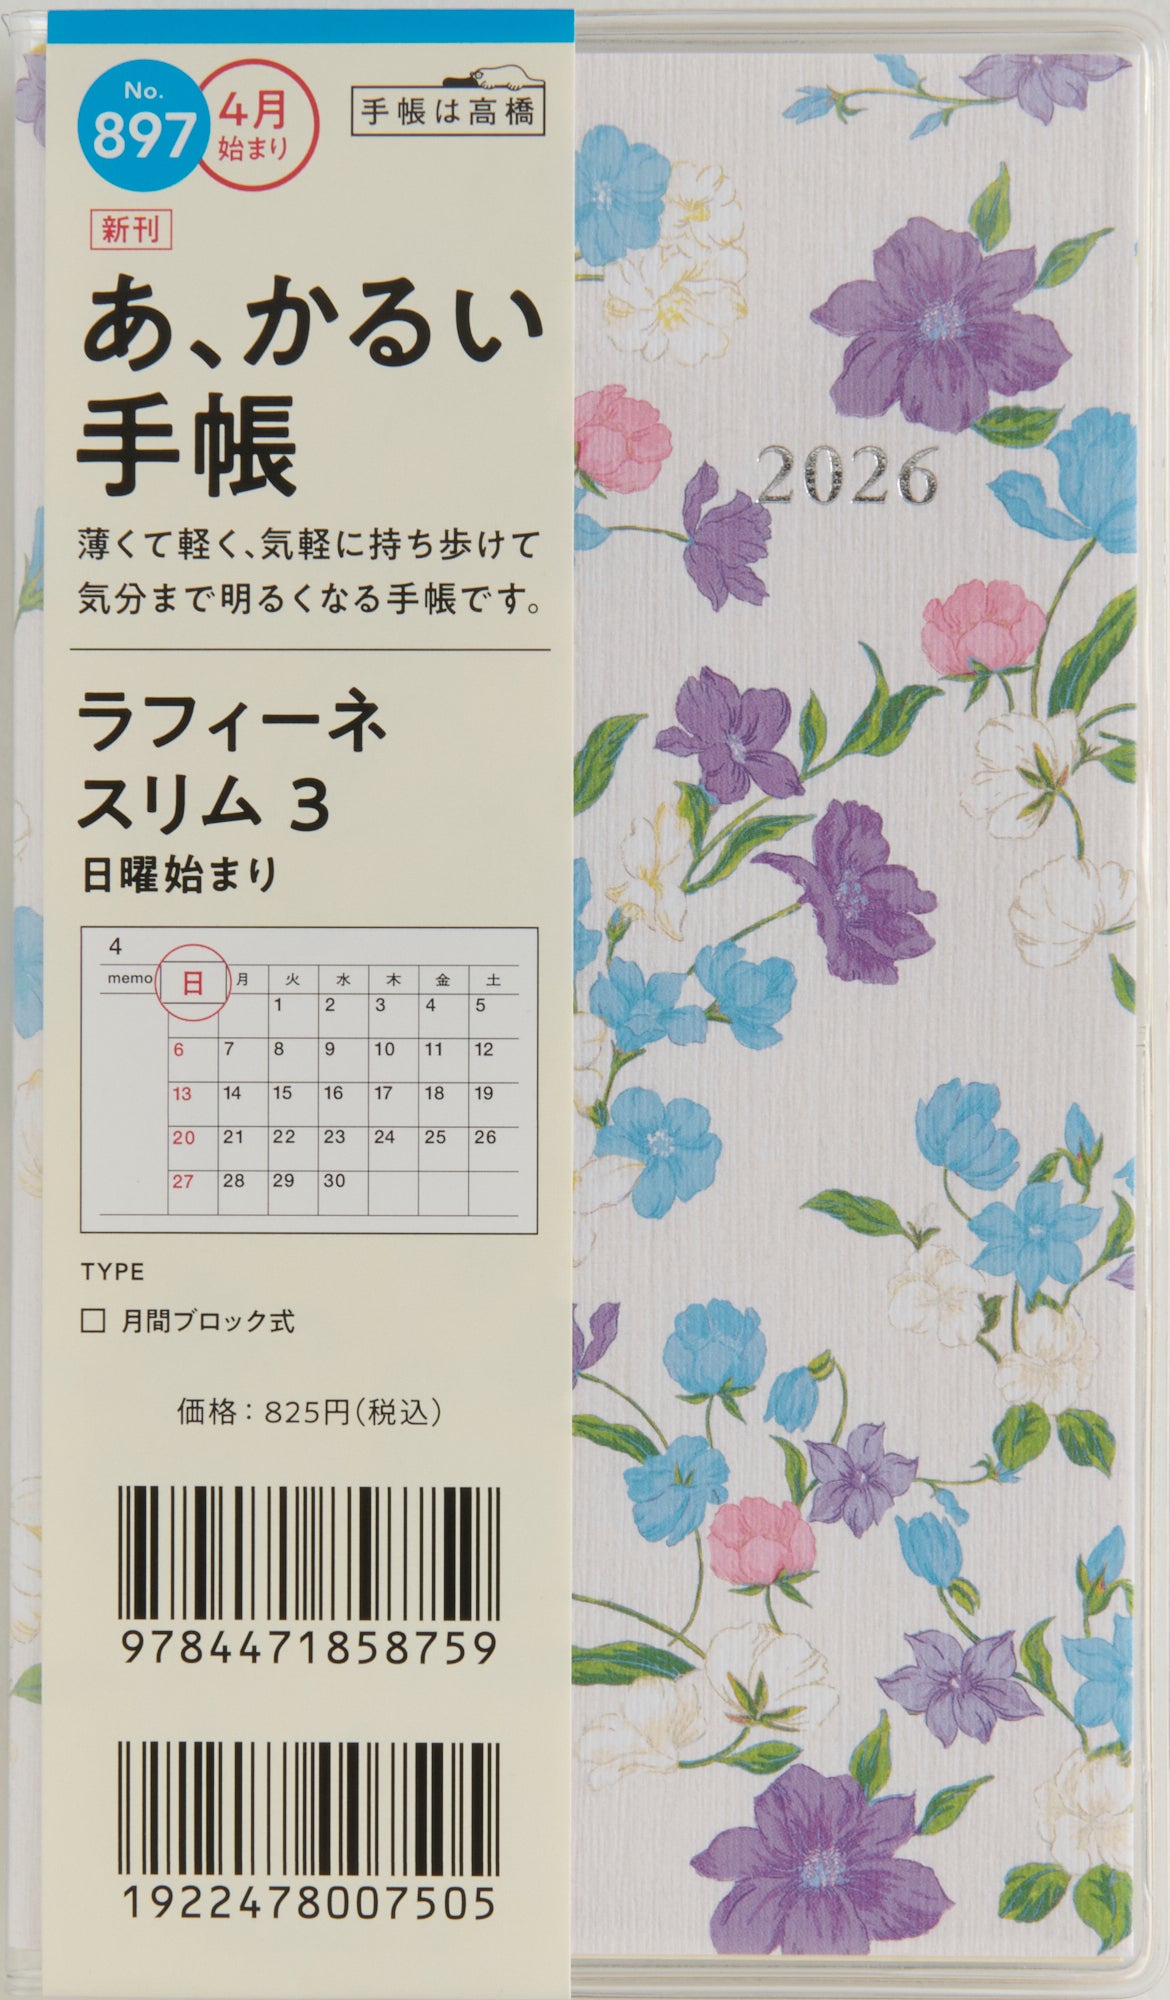 No.
897
4月
始まり
手帳は高橋
新刊
あ、かるい
手帳
薄くて軽く、気軽に持ち歩けて
気分まで明るくなる手帳です。
ラフィーネ
スリム 3
日曜始まり
4
memo 日 月 火 水 木 金 土
1 2 3 4 5
6 7 8 9 10 11 12
13 14 15 16 17 18 19
20 21 22 23 24 25 26
27 28 29 30
TYPE
□ 月間ブロック式
価格：825円(税込)
9784471858759
1922478007505
2026